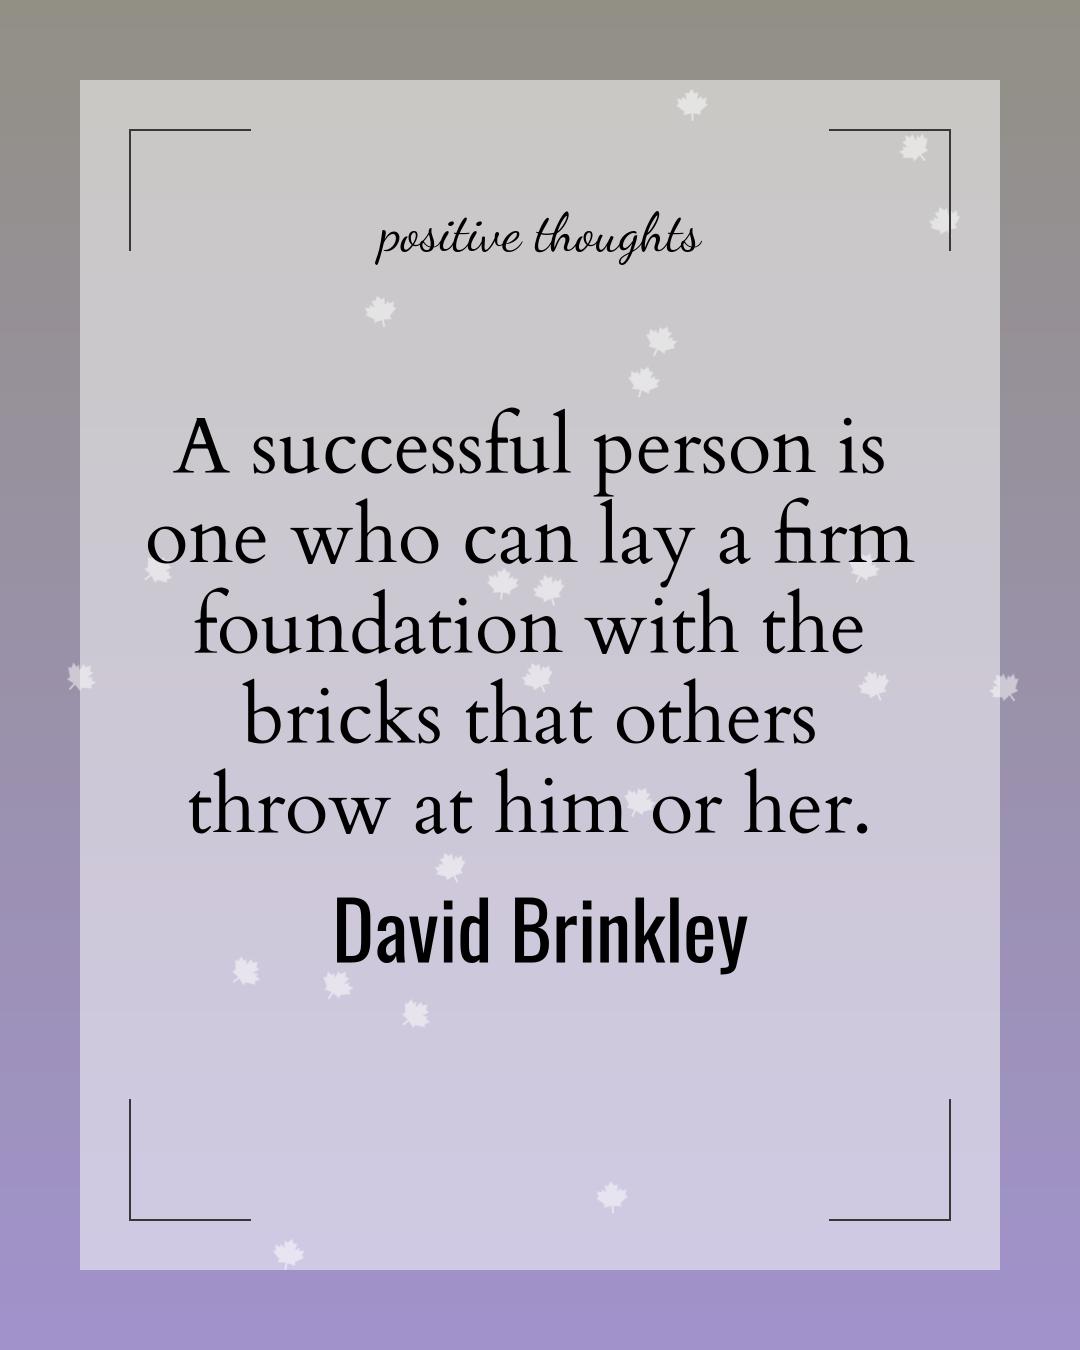 positive thoughts
A successful person is
one who can lay a firm
foundation with the
bricks that others
throw at him or her.
David Brinkley